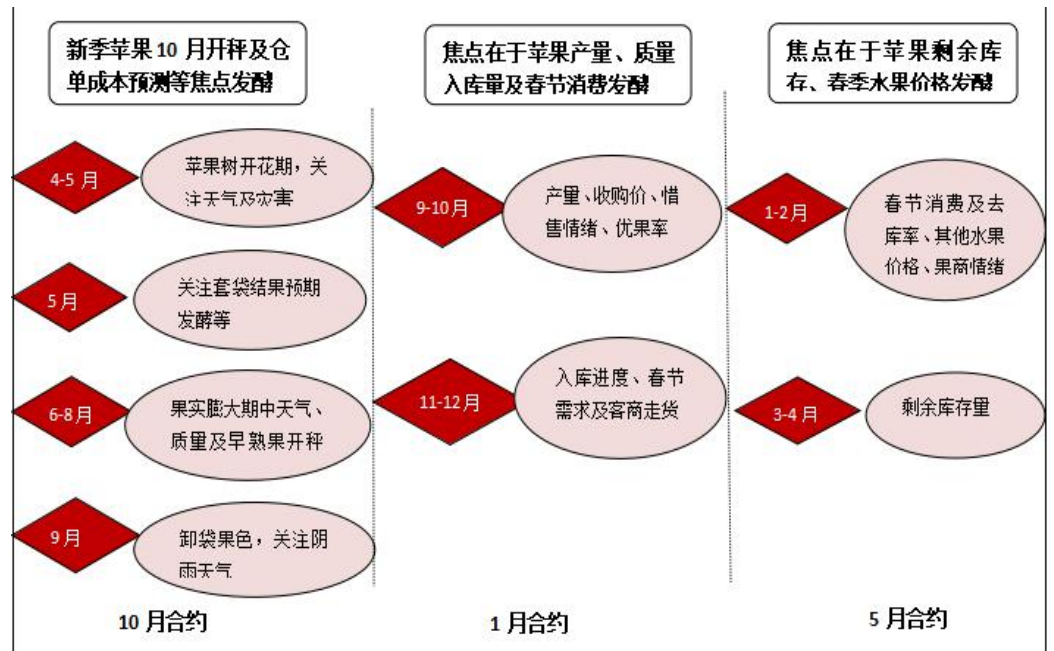 新季苹果 10 月开秤及仓
单成本预测等焦点发酵
4-5 月
苹果树开花期，关
注天气及灾害
5 月
关注套袋结果预期
发酵等
6-8月
果实膨大期中天气、
质量及早熟果开秤
9 月
卸袋果色，关注阴
雨天气
10 月合约
焦点在于苹果产量、质量
入库量及春节消费发酵
9-10月
产量、收购价、惜
售情绪、优果率
11-12月
入库进度、春节
需求及客商走货
1 月合约
焦点在于苹果剩余库
存、春季水果价格发酵
1-2月
春节消费及去
库率、其他水果
价格、果商情绪
3-4月
剩余库存量
5 月合约